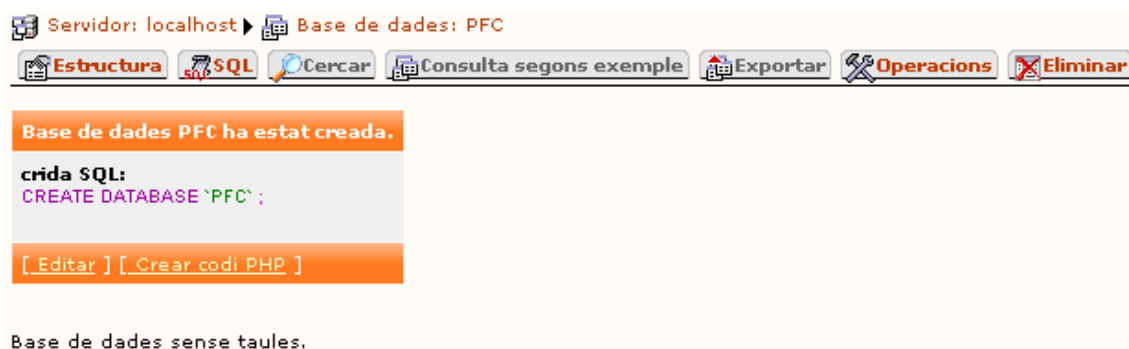 Servidor: localhost Base de dades: PFC
Estructura SQL Cercar Consulta segons exemple Exportar Operacions Eliminar
Base de dades PFC ha estat creada.
crida SQL:
CREATE DATABASE `PFC` ;
[ Editar ] [ Crear codi PHP ]
Base de dades sense taules.